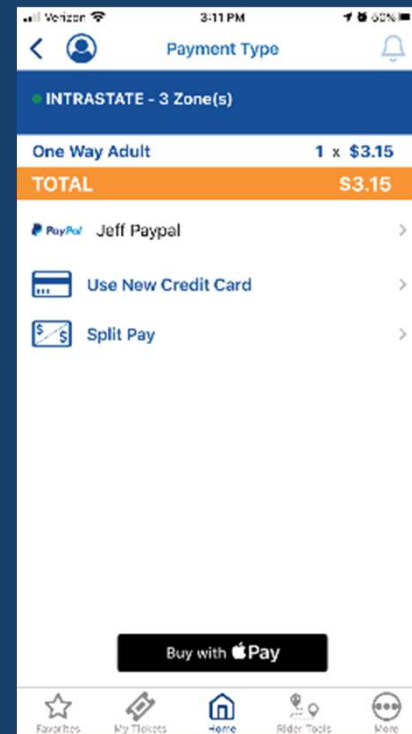 Verizon 3:11 PM 60%
Payment Type
INTRASTATE - 3 Zone(s)
One Way Adult 1 x $3.15
TOTAL $3.15
PayPal Jeff Paypal
Use New Credit Card
$ $ Split Pay
Buy with Pay
Favorites My Tickets Home Rider Tools More